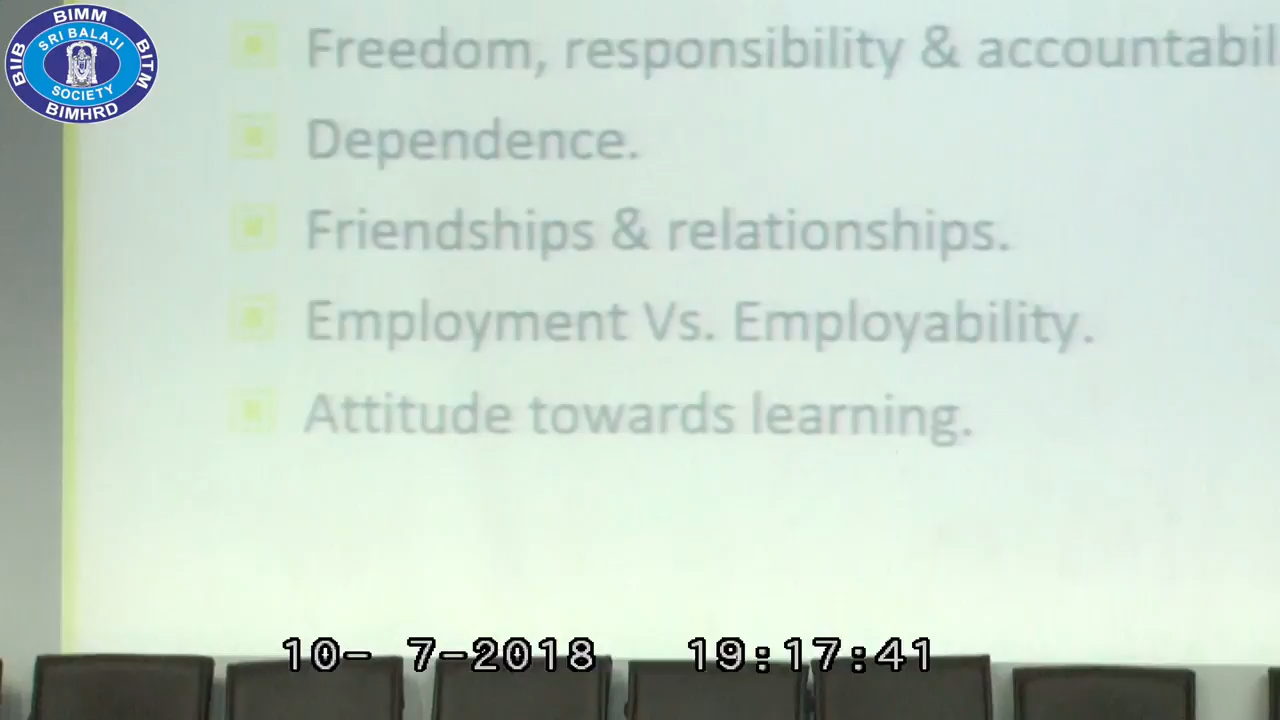 BIMM
BIIB
SRI BALAJI
BITM
SOCIETY
BIMHRD
Freedom, responsibility & accountabil
Dependence.
Friendships & relationships.
Employment Vs. Employability.
Attitude towards learning.
10- 7-2018 19:17:41